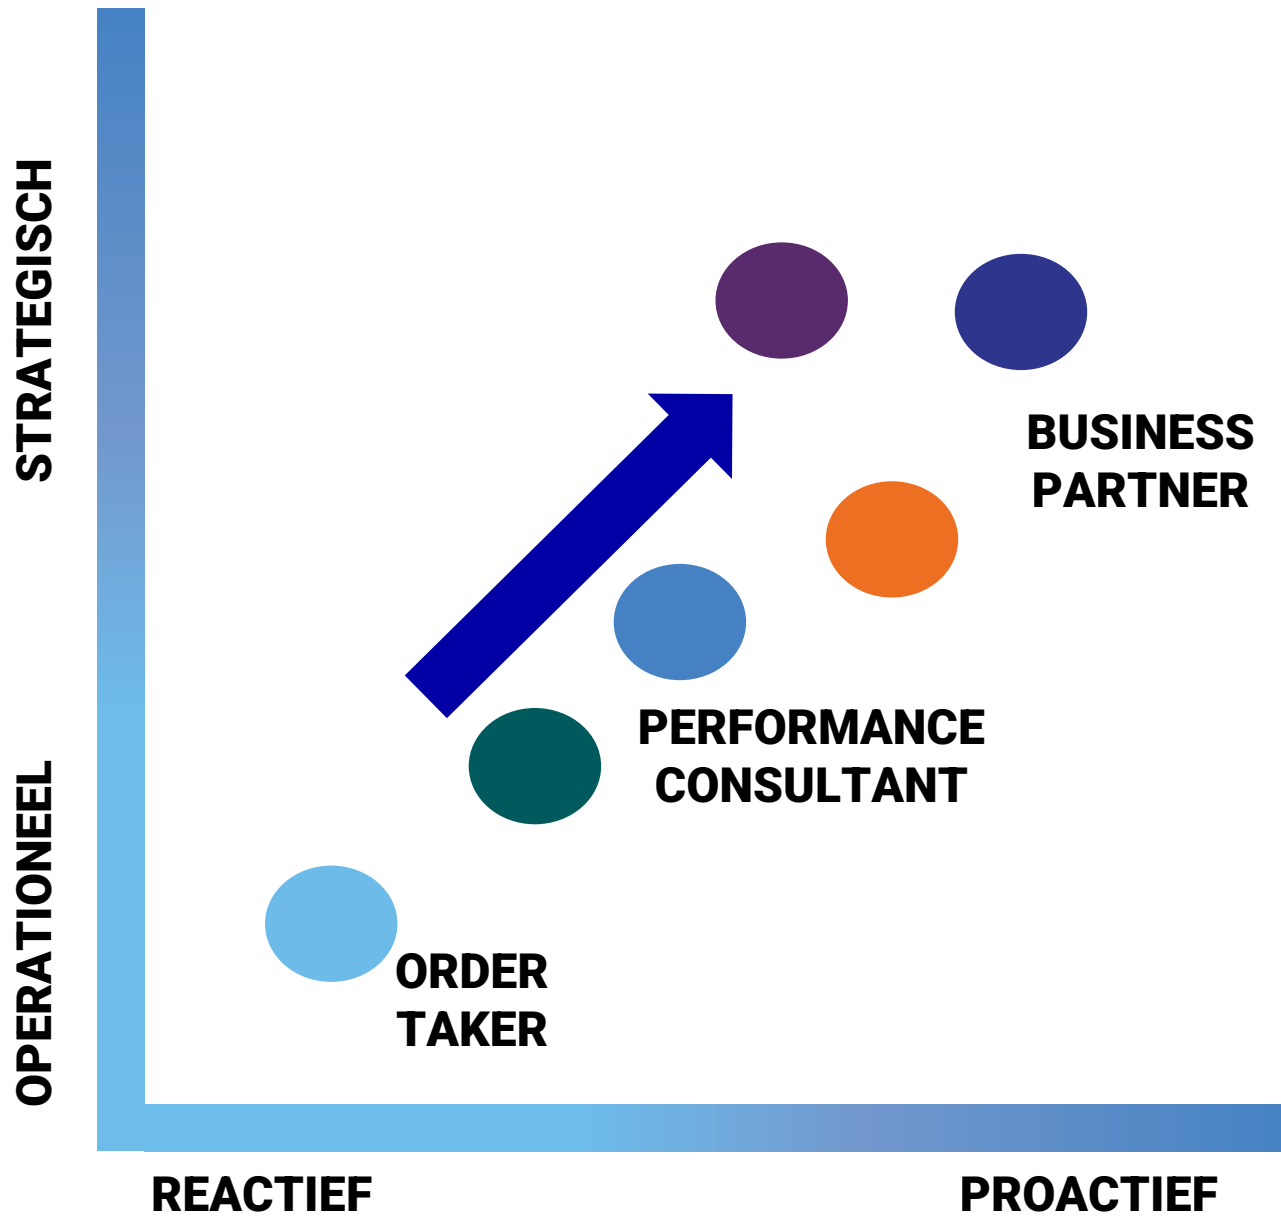 STRATEGISCH
BUSINESS
PARTNER
PERFORMANCE
CONSULTANT
OPERATIONEEL
ORDER
TAKER
REACTIEF
PROACTIEF